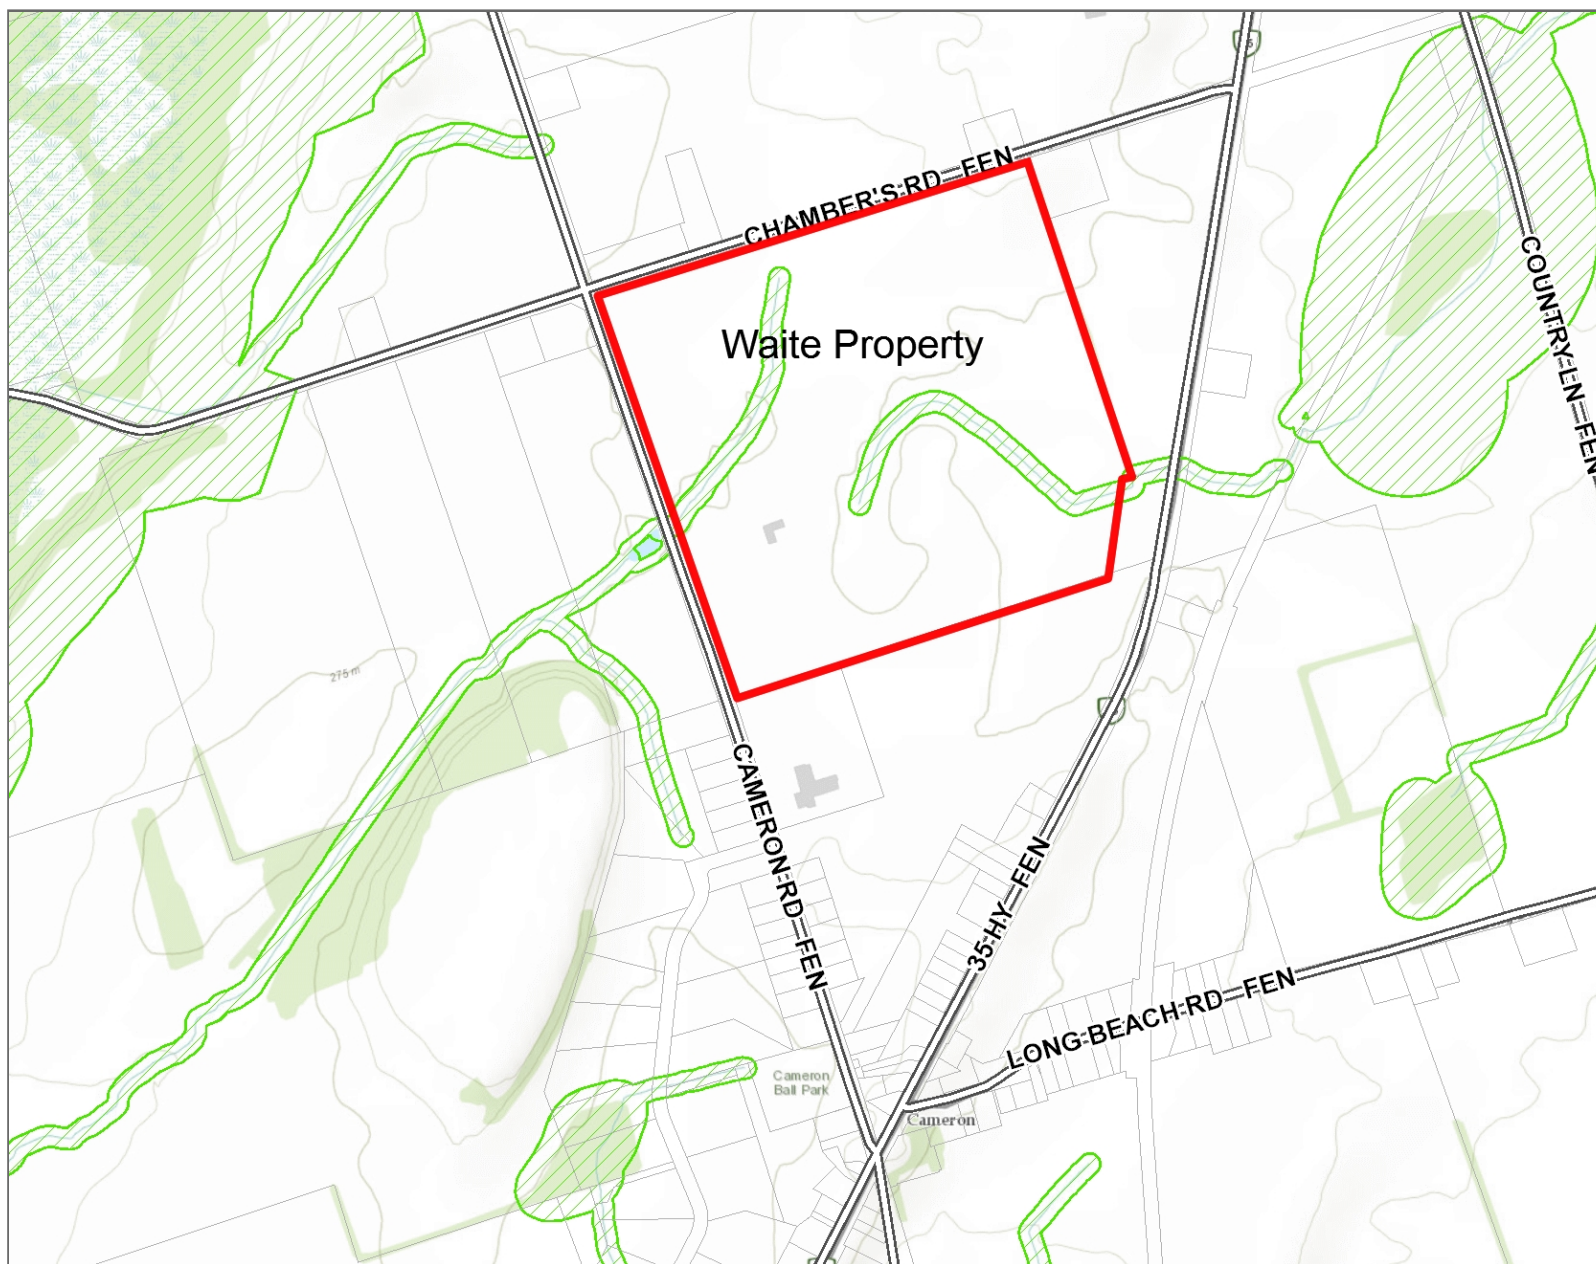 CHAMBER'S RD FEN
Waite Property
COUNTRY LN FEN
275 m
CAMERON RD FEN
35 HY FEN
LONG BEACH RD FEN
Cameron
Ball Park
Cameron